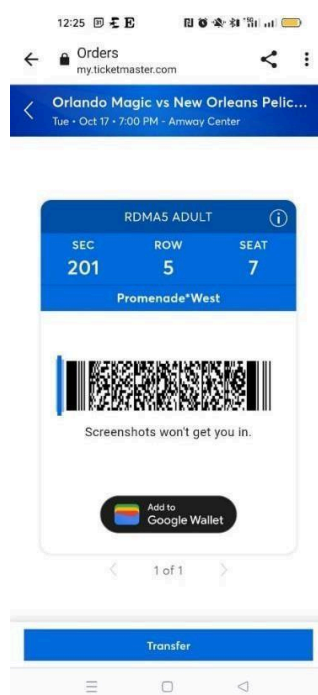 12:25
Orders
my.ticketmaster.com
Orlando Magic vs New Orleans Pelic...
Tue • Oct 17 • 7:00 PM - Amway Center
RDMA5 ADULT
SEC ROW SEAT
201 5 7
Promenade*West
Screenshots won't get you in.
Add to
Google Wallet
1 of 1
Transfer